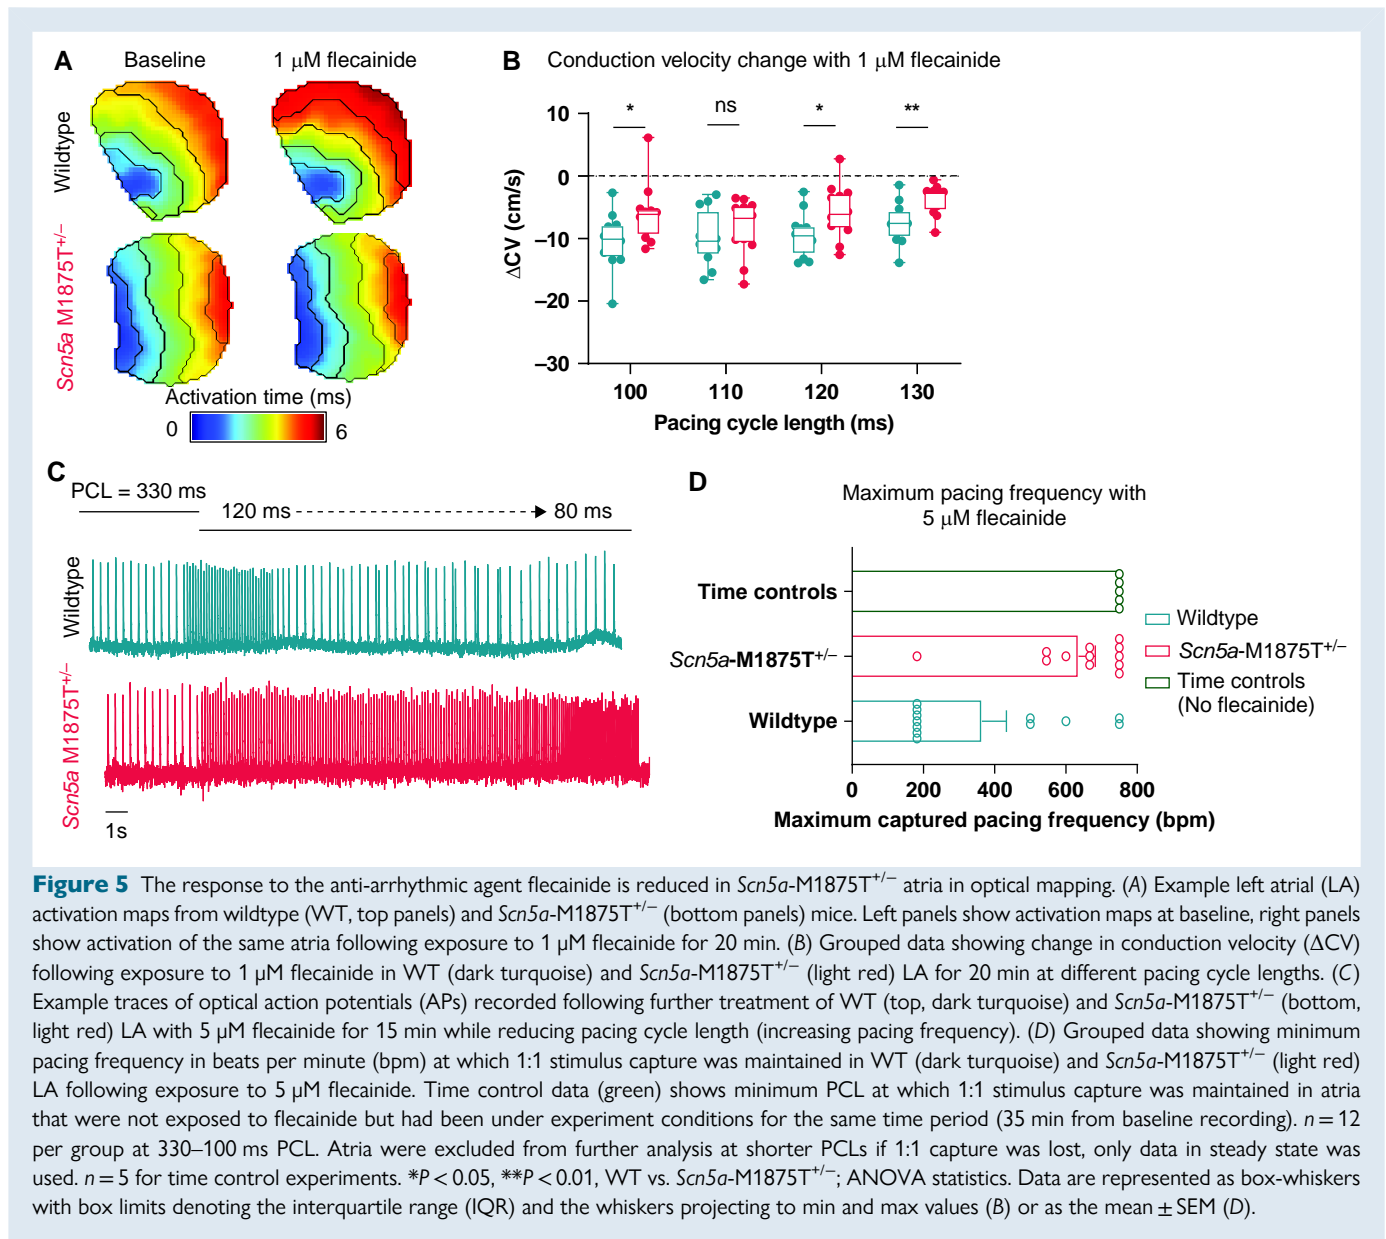 A
Baseline
1 μM flecainide
Wildtype
Scn5a M1875T+/−
Activation time (ms)
0
6
B
Conduction velocity change with 1 μM flecainide
*
ns
*
**
10
0
−10
−20
−30
ΔCV (cm/s)
100
110
120
130
Pacing cycle length (ms)
C
PCL = 330 ms
120 ms
80 ms
Wildtype
Scn5a M1875T+/−
1s
D
Maximum pacing frequency with
5 μM flecainide
Time controls
Scn5a-M1875T+/−
Wildtype
0
200
400
600
800
Maximum captured pacing frequency (bpm)
Wildtype
Scn5a-M1875T+/−
Time controls
(No flecainide)
Figure 5 The response to the anti-arrhythmic agent flecainide is reduced in Scn5a-M1875T+/− atria in optical mapping. (A) Example left atrial (LA)
activation maps from wildtype (WT, top panels) and Scn5a-M1875T+/− (bottom panels) mice. Left panels show activation maps at baseline, right panels
show activation of the same atria following exposure to 1 μM flecainide for 20 min. (B) Grouped data showing change in conduction velocity (ΔCV)
following exposure to 1 μM flecainide in WT (dark turquoise) and Scn5a-M1875T+/− (light red) LA for 20 min at different pacing cycle lengths. (C)
Example traces of optical action potentials (APs) recorded following further treatment of WT (top, dark turquoise) and Scn5a-M1875T+/− (bottom,
light red) LA with 5 μM flecainide for 15 min while reducing pacing cycle length (increasing pacing frequency). (D) Grouped data showing minimum
pacing frequency in beats per minute (bpm) at which 1:1 stimulus capture was maintained in WT (dark turquoise) and Scn5a-M1875T+/− (light red)
LA following exposure to 5 μM flecainide. Time control data (green) shows minimum PCL at which 1:1 stimulus capture was maintained in atria
that were not exposed to flecainide but had been under experiment conditions for the same time period (35 min from baseline recording). n = 12
per group at 330–100 ms PCL. Atria were excluded from further analysis at shorter PCLs if 1:1 capture was lost, only data in steady state was
used. n = 5 for time control experiments. *P < 0.05, **P < 0.01, WT vs. Scn5a-M1875T+/−; ANOVA statistics. Data are represented as box-whiskers
with box limits denoting the interquartile range (IQR) and the whiskers projecting to min and max values (B) or as the mean ± SEM (D).